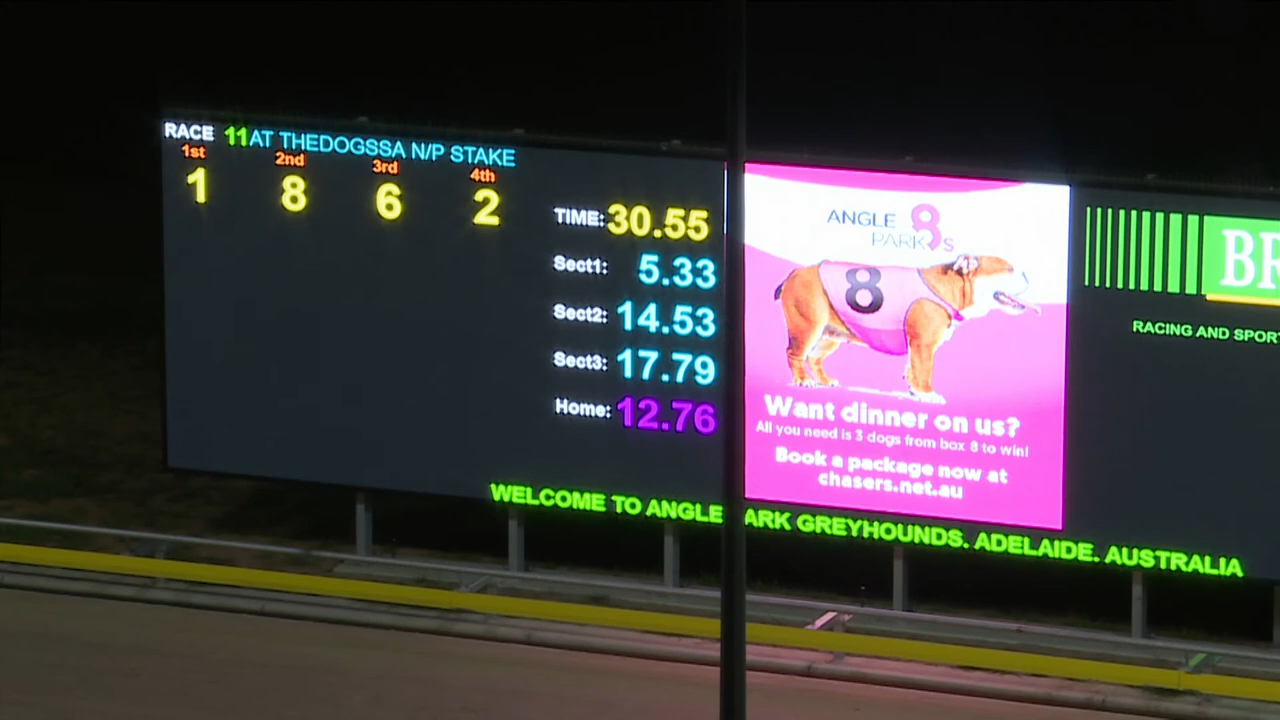 RACE 11 AT THEDOGSSA N/P STAKE
1st 2nd 3rd 4th
1 8 6 2
TIME: 30.55
Sect1: 5.33
Sect2: 14.53
Sect3: 17.79
Home: 12.76
ANGLE 8
PARK S
8
Want dinner on us?
All you need is 3 dogs from box 8 to win!
Book a package now at
chasers.net.au
BR
RACING AND SPORT
WELCOME TO ANGLE ARK GREYHOUNDS. ADELAIDE. AUSTRALIA